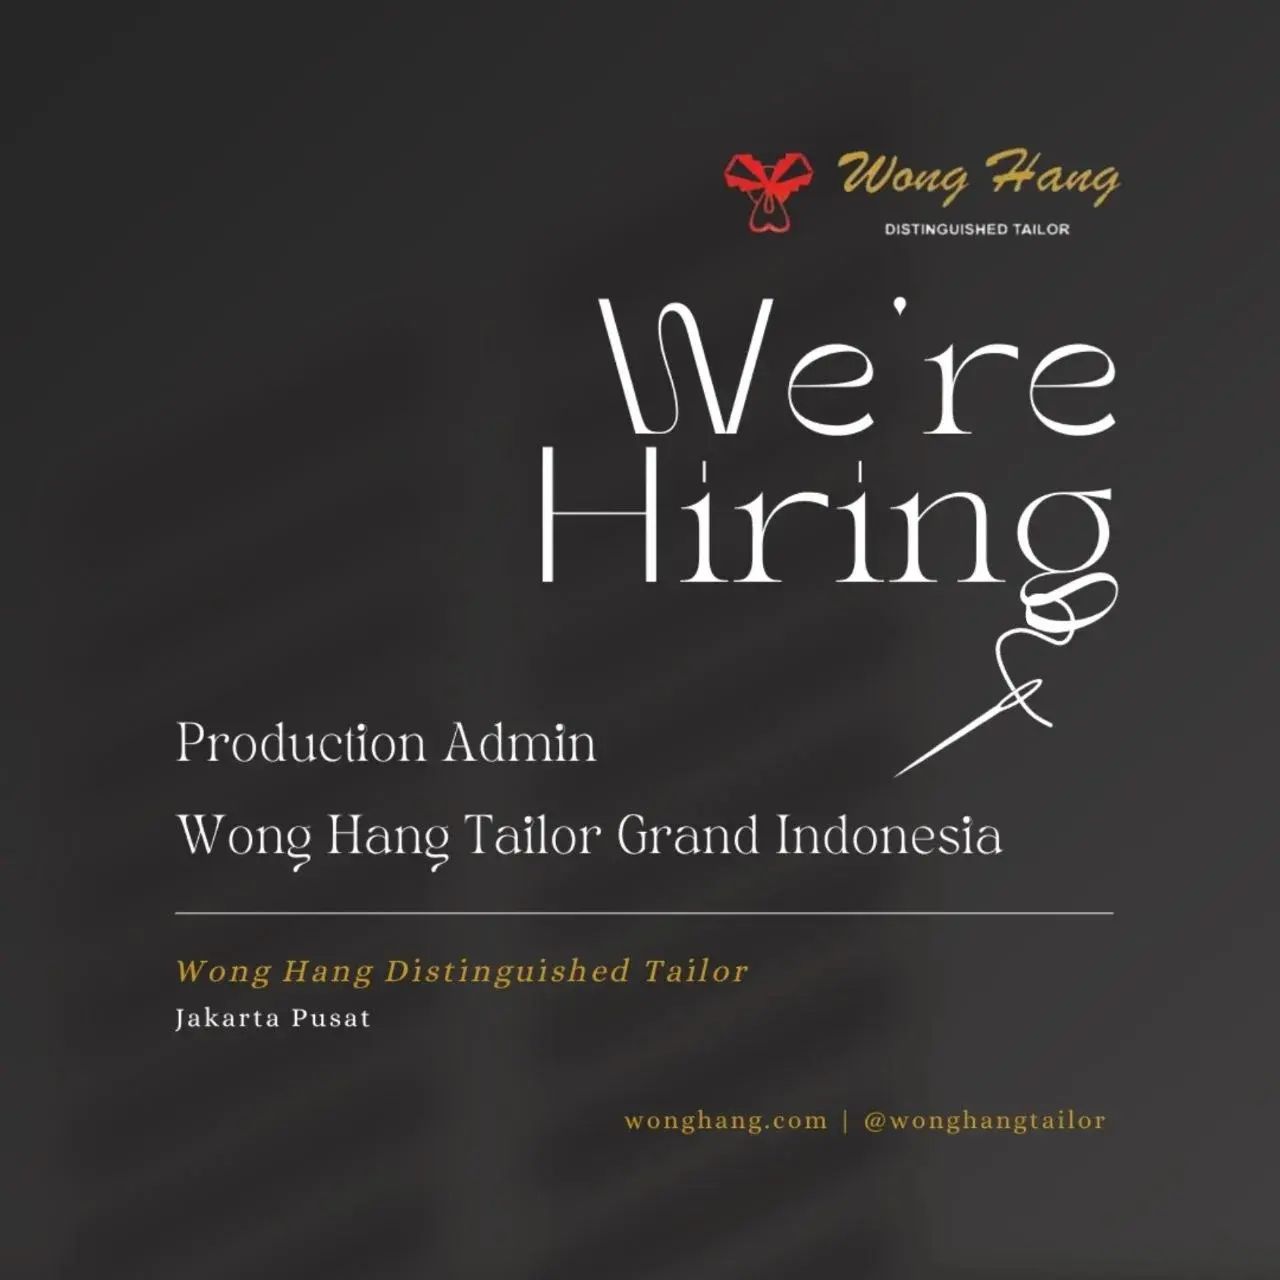 Wong Hang
DISTINGUISHED TAILOR
We're
Hiring
Production Admin
Wong Hang Tailor Grand Indonesia
Wong Hang Distinguished Tailor
Jakarta Pusat
wonghang.com | @wonghangtailor